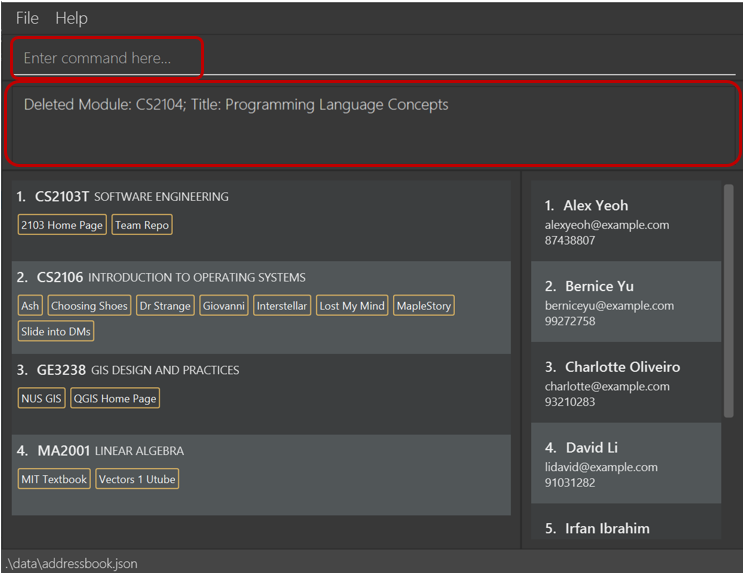 File Help
Enter command here...
Deleted Module: CS2104; Title: Programming Language Concepts
1. CS2103T SOFTWARE ENGINEERING
2103 Home Page Team Repo
2. CS2106 INTRODUCTION TO OPERATING SYSTEMS
Ash Choosing Shoes Dr Strange Giovanni Interstellar Lost My Mind MapleStory
Slide into DMs
3. GE3238 GIS DESIGN AND PRACTICES
NUS GIS QGIS Home Page
4. MA2001 LINEAR ALGEBRA
MIT Textbook Vectors 1 Utube
1. Alex Yeoh
alexyeoh@example.com
87438807
2. Bernice Yu
berniceyu@example.com
99272758
3. Charlotte Oliveiro
charlotte@example.com
93210283
4. David Li
lidavid@example.com
91031282
5. Irfan Ibrahim
.\data\addressbook.json